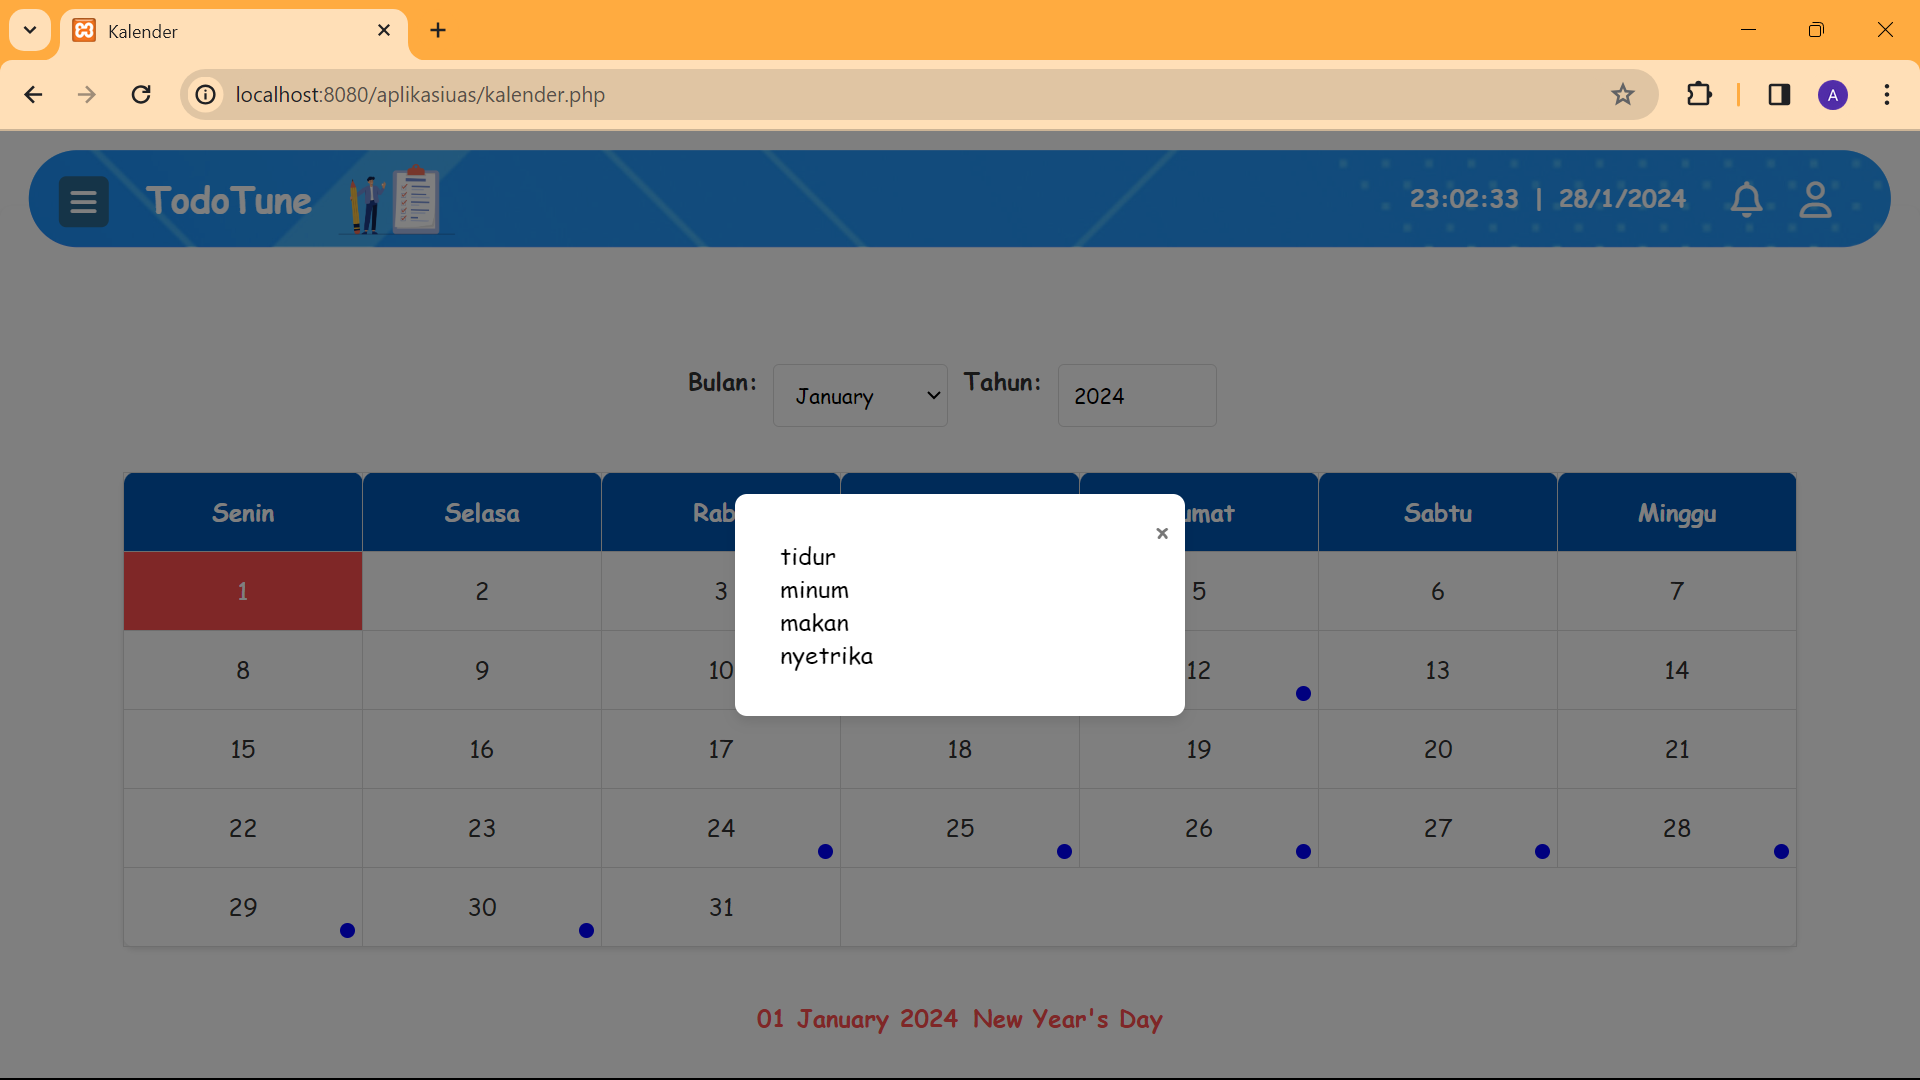 Kalender
localhost:8080/aplikasiuas/kalender.php
A
TodoTune
23:02:33 | 28/1/2024
Bulan: January Tahun: 2024
Senin Selasa Rab umat Sabtu Minggu
tidur
minum
makan
nyetrika
×
1 2 3 5 6 7
8 9 10 12 13 14
15 16 17 18 19 20 21
22 23 24 25 26 27 28
29 30 31
01 January 2024 New Year's Day